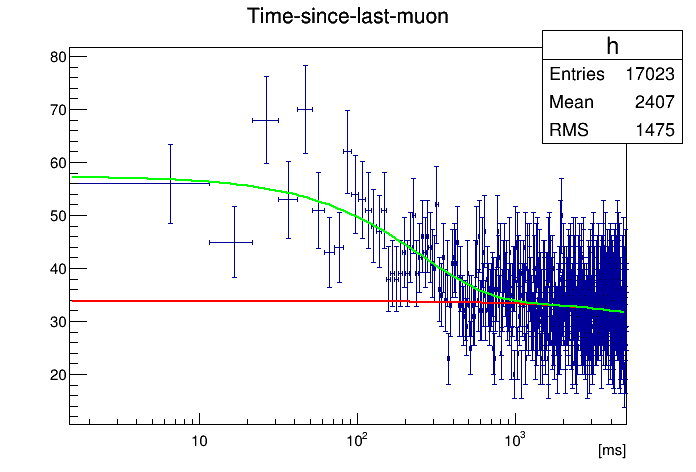 Time-since-last-muon
h
Entries 17023
Mean 2407
RMS 1475
80
70
60
50
40
30
20
10 10² 10³
[ms]